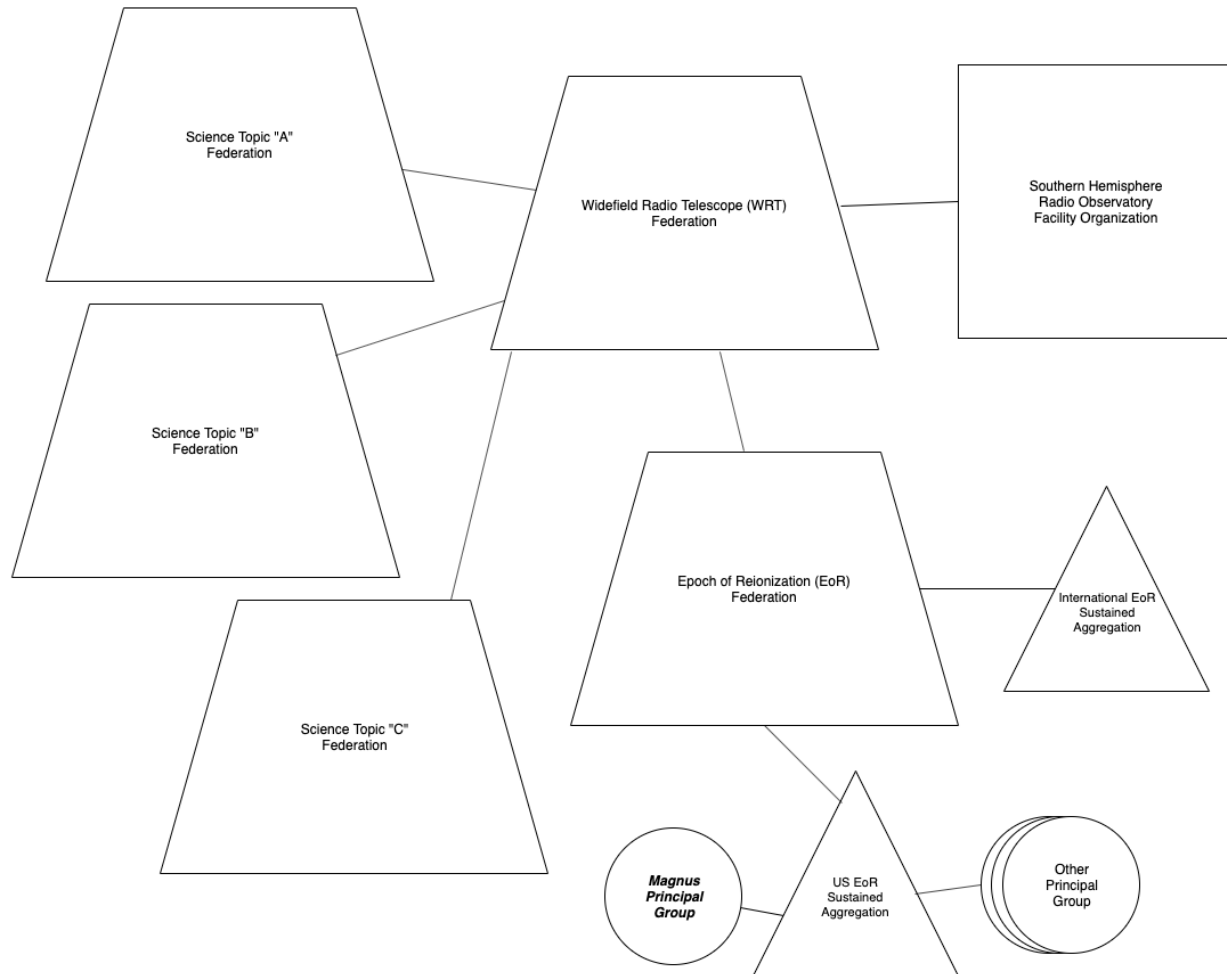 Science Topic "A"
Federation
Widefield Radio Telescope (WRT)
Federation
Southern Hemisphere
Radio Observatory
Facility Organization
Science Topic "B"
Federation
Epoch of Reionization (EoR)
Federation
International EoR
Sustained
Aggregation
Science Topic "C"
Federation
Magnus
Principal
Group
US EoR
Sustained
Aggregation
Other
Principal
Group